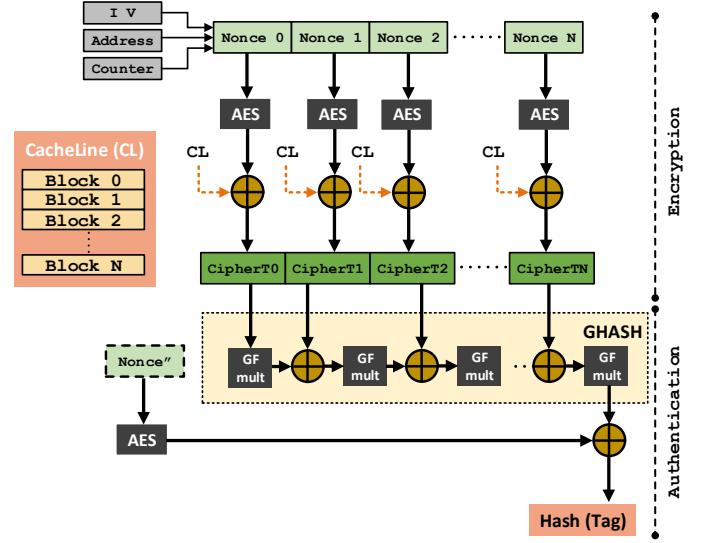 I V
Address
Counter
Nonce 0 Nonce 1 Nonce 2 ······ Nonce N
AES AES AES AES
CacheLine (CL)
Block 0
Block 1
Block 2
Block N
CL CL CL CL
CipherT0 CipherT1 CipherT2 ······ CipherTN
Encryption
GHASH
GF mult GF mult GF mult ·· GF mult
Nonce”
AES
Authentication
Hash (Tag)